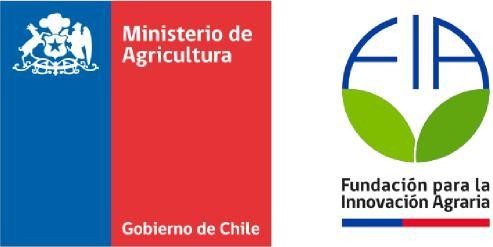 Ministerio de
Agricultura
Gobierno de Chile
FIA
Fundación para la
Innovación Agraria